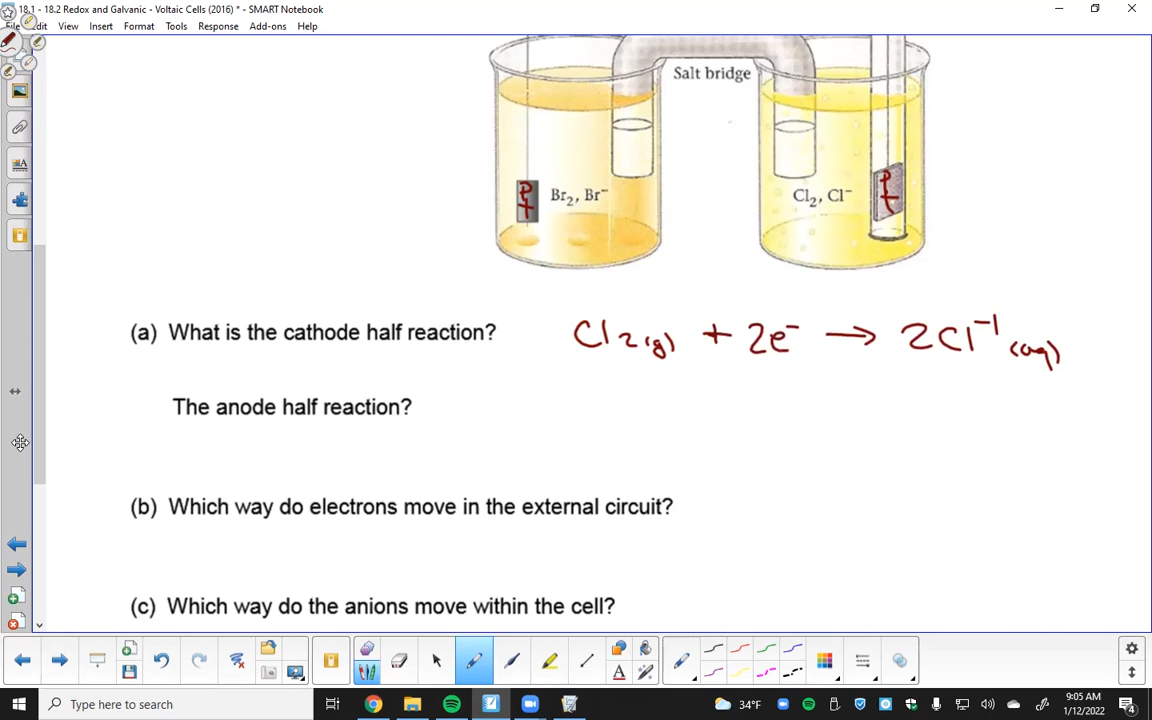 18.1 - 18.2 Redox and Galvanic - Voltaic Cells (2016) * - SMART Notebook
File Edit View Insert Format Tools Response Add-ons Help
Salt bridge
Pt Br₂, Br⁻ Cl₂, Cl⁻ Pt
(a) What is the cathode half reaction? Cl₂(g) + 2e⁻ → 2Cl⁻¹(aq)
The anode half reaction?
(b) Which way do electrons move in the external circuit?
(c) Which way do the anions move within the cell?
Type here to search
34°F
9:05 AM
1/12/2022
4